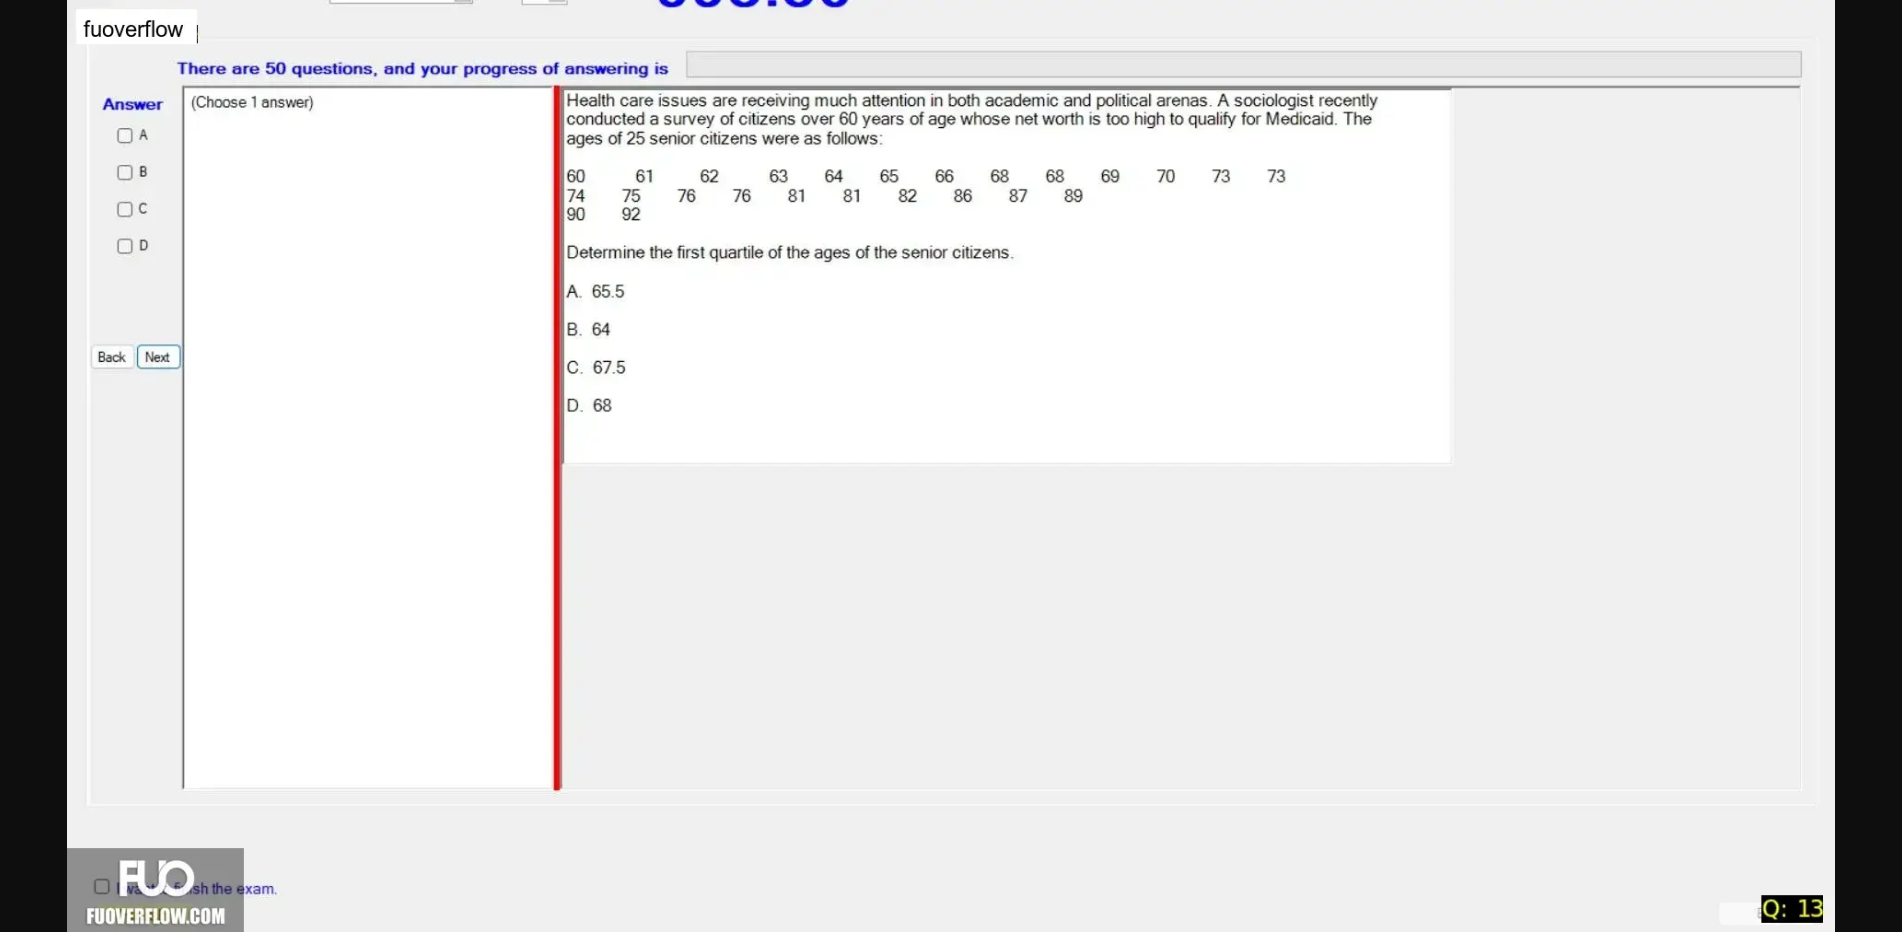 fuoverflow
There are 50 questions, and your progress of answering is
Answer
(Choose 1 answer)
A
B
C
D
Back Next
Health care issues are receiving much attention in both academic and political arenas. A sociologist recently
conducted a survey of citizens over 60 years of age whose net worth is too high to qualify for Medicaid. The
ages of 25 senior citizens were as follows:
60 61 62 63 64 65 66 68 68 69 70 73 73
74 75 76 76 81 81 82 86 87 89
90 92
Determine the first quartile of the ages of the senior citizens.
A. 65.5
B. 64
C. 67.5
D. 68
FUO
the exam.
FUOVERFLOW.COM
Q: 13